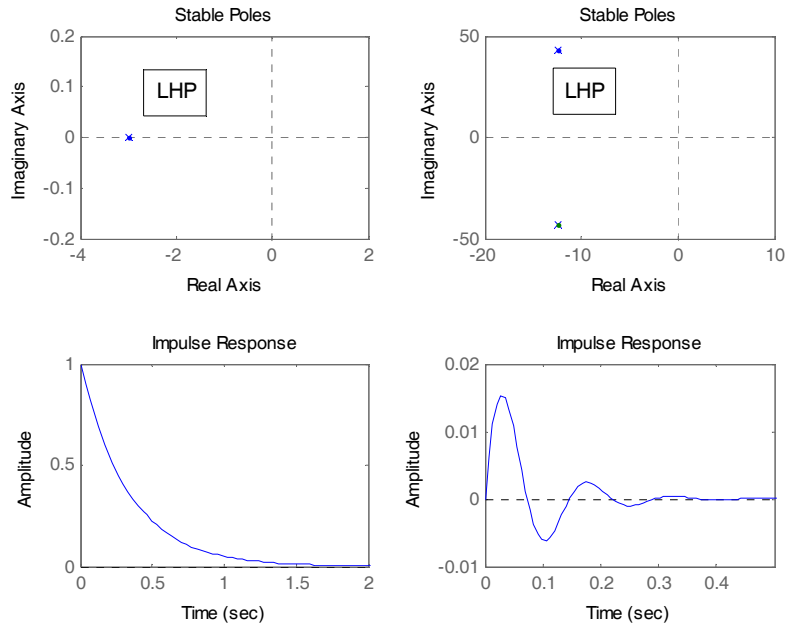 Stable Poles
0.2
0.1
0
-0.1
-0.2
Imaginary Axis
LHP
-4
-2
0
2
Real Axis
Stable Poles
50
0
-50
Imaginary Axis
LHP
-20
-10
0
10
Real Axis
Impulse Response
1
0.5
0
Amplitude
0
0.5
1
1.5
2
Time (sec)
Impulse Response
0.02
0.01
0
-0.01
Amplitude
0
0.1
0.2
0.3
0.4
Time (sec)